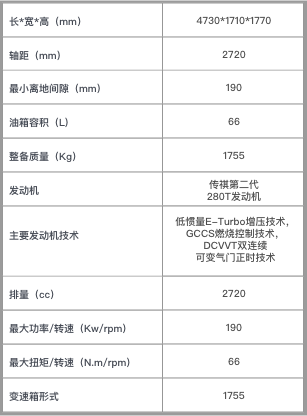 长*宽*高（mm）
4730*1710*1770
轴距（mm）
2720
最小离地间隙（mm）
190
油箱容积（L）
66
整备质量（Kg）
1755
发动机
传祺第二代
280T发动机
主要发动机技术
低惯量E-Turbo增压技术，
GCCS燃烧控制技术，
DCVVT双连续
可变气门正时技术
排量（cc）
2720
最大功率/转速（Kw/rpm）
190
最大扭矩/转速（N.m/rpm）
66
变速箱形式
1755